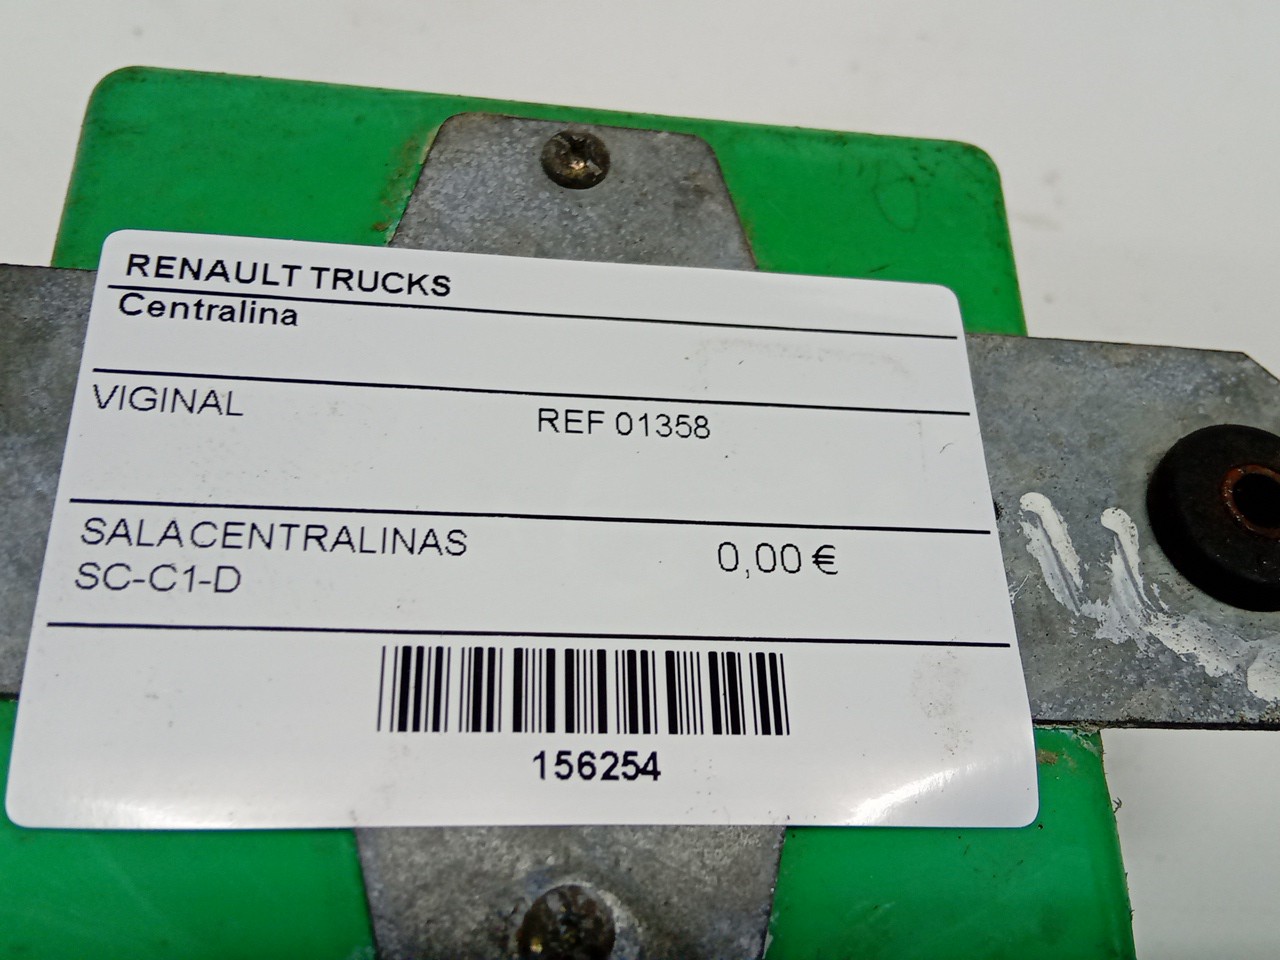 RENAULT TRUCKS
Centralina
VIGINAL REF 01358
SALACENTRALINAS 0,00 €
SC-C1-D
156254